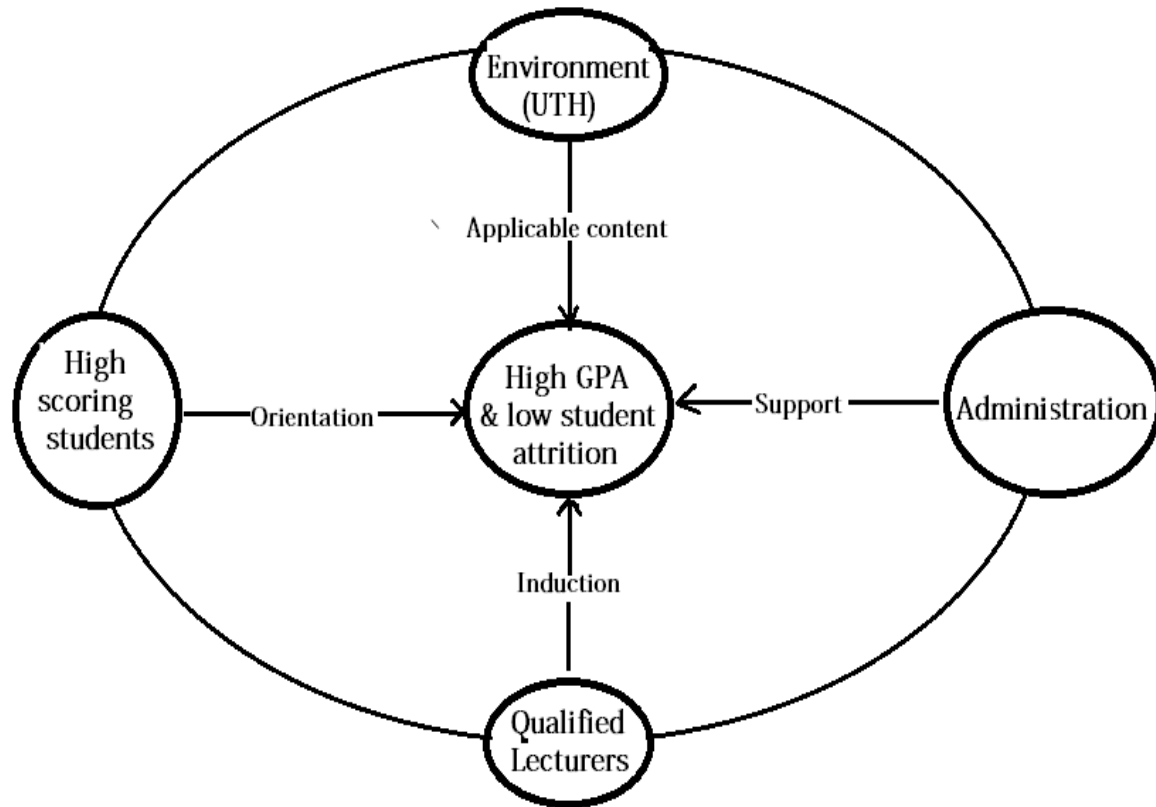 Environment
(UTH)
Applicable content
High
scoring
students
Orientation
High GPA
& low student
attrition
Support
Administration
Induction
Qualified
Lecturers